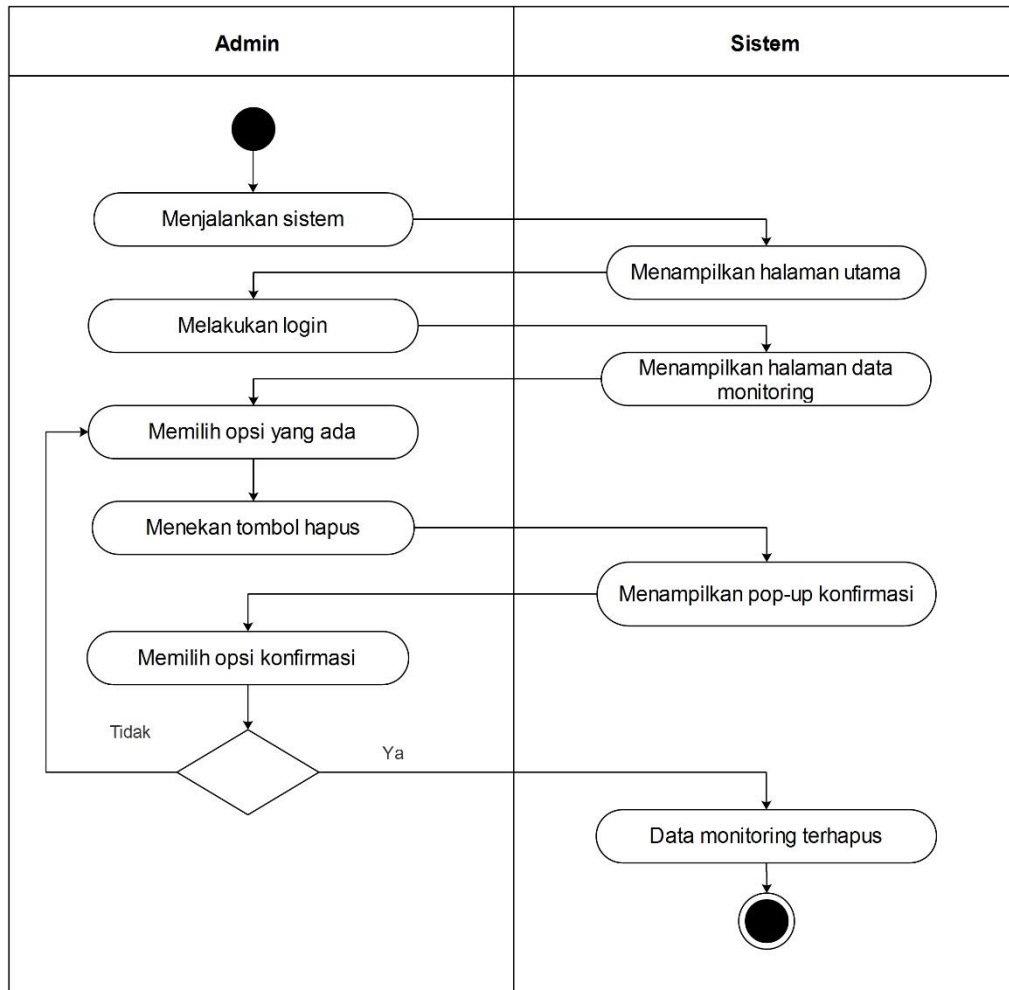 Admin
Sistem
Menjalankan sistem
Menampilkan halaman utama
Melakukan login
Menampilkan halaman data
monitoring
Memilih opsi yang ada
Menekan tombol hapus
Menampilkan pop-up konfirmasi
Memilih opsi konfirmasi
Tidak
Ya
Data monitoring terhapus